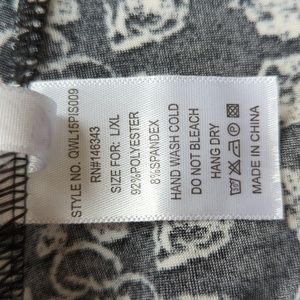 STYLE NO. QWL15PIS009
RN#146343
SIZE FOR: L/XL
92%POLYESTER
8%SPANDEX
HAND WASH COLD
DO NOT BLEACH
HANG DRY
MADE IN CHINA